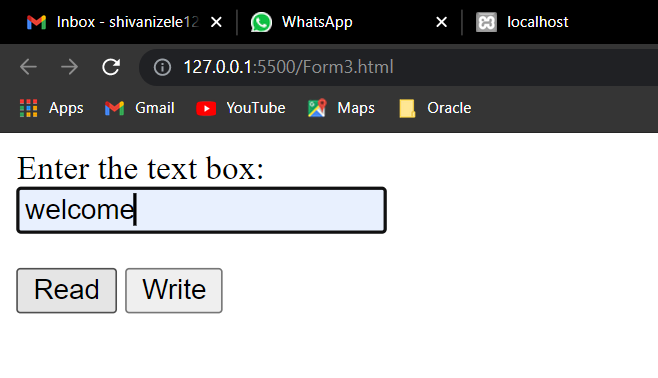 Inbox - shivanizele12
WhatsApp
localhost
127.0.0.1:5500/Form3.html
Apps
Gmail
YouTube
Maps
Oracle
Enter the text box:
welcome
Read
Write